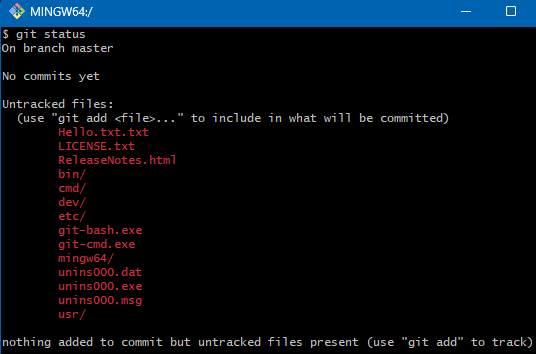 MINGW64:/
$ git status
On branch master
No commits yet
Untracked files:
(use "git add <file>..." to include in what will be committed)
Hello.txt.txt
LICENSE.txt
ReleaseNotes.html
bin/
cmd/
dev/
etc/
git-bash.exe
git-cmd.exe
mingw64/
unins000.dat
unins000.exe
unins000.msg
usr/
nothing added to commit but untracked files present (use "git add" to track)